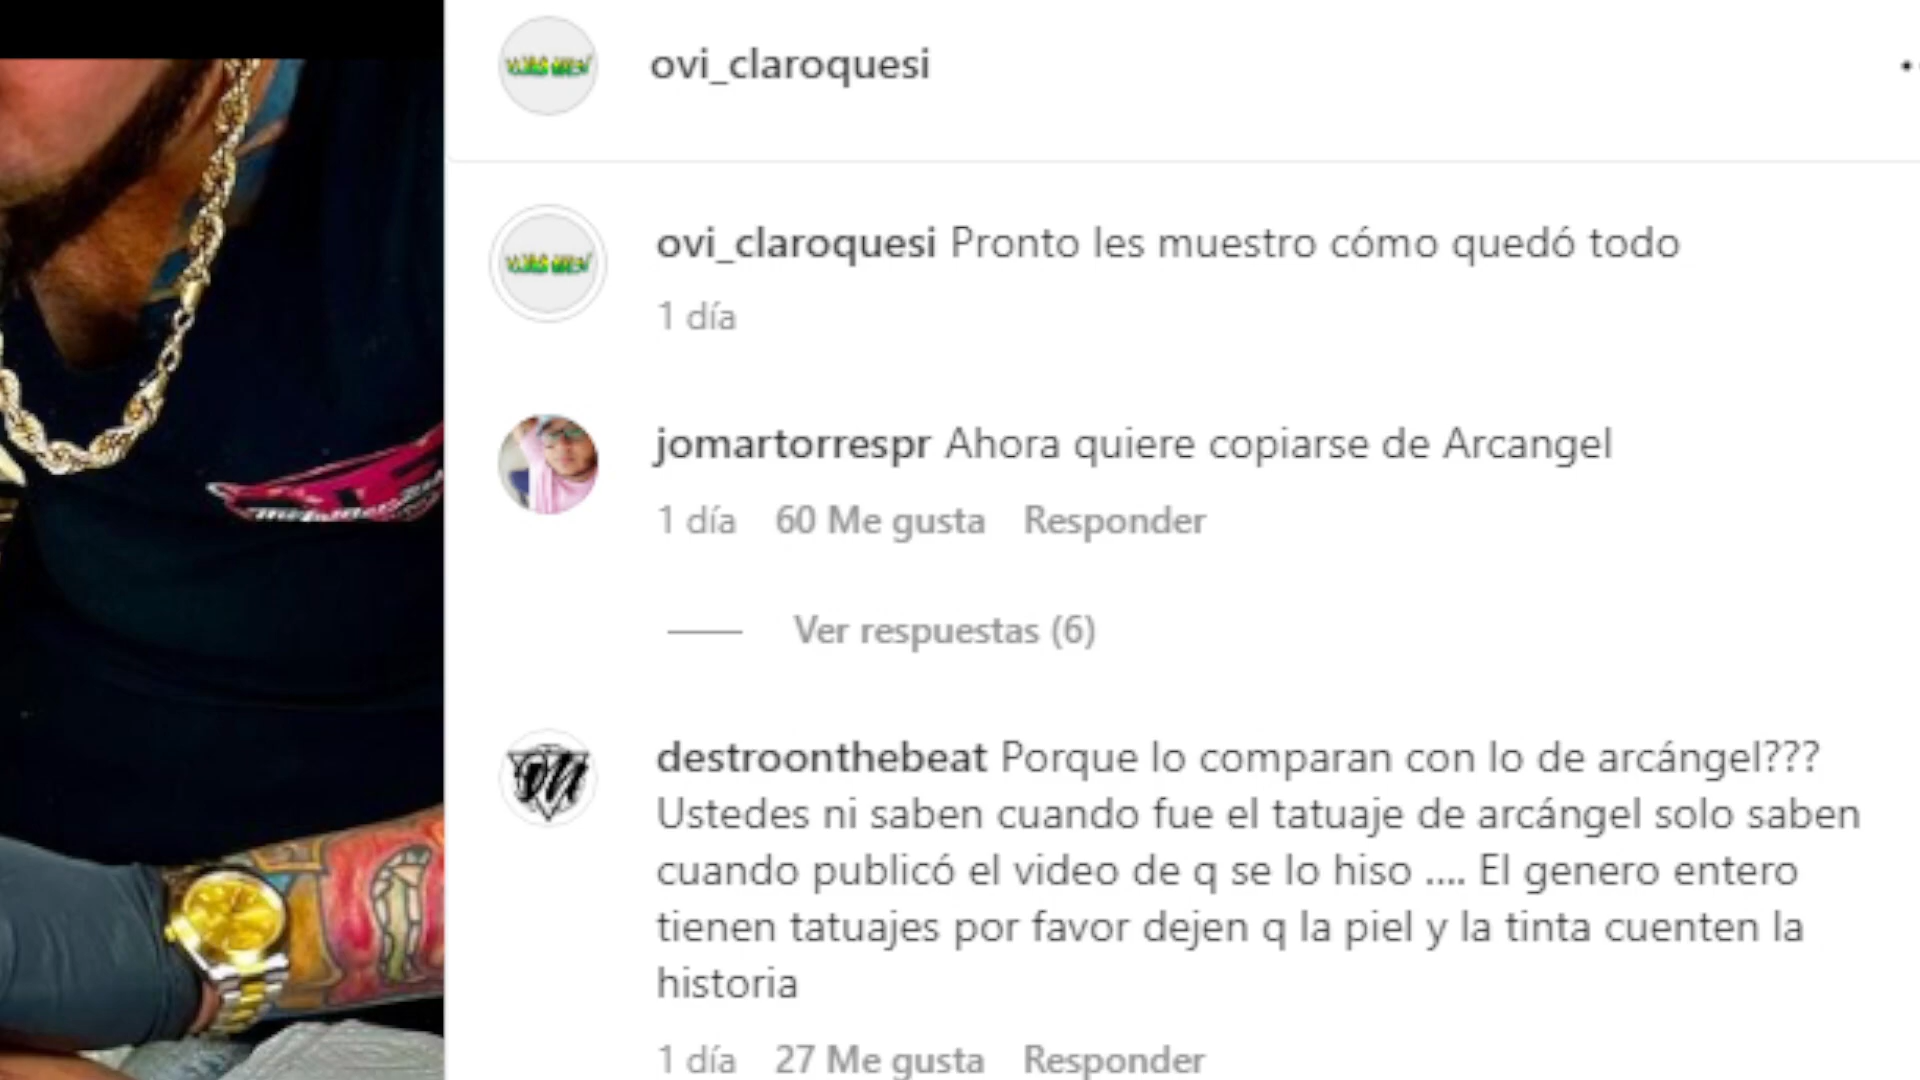 ovi_claroquesi
ovi_claroquesi Pronto les muestro cómo quedó todo
1 día
jomartorrespr Ahora quiere copiarse de Arcangel
1 día 60 Me gusta Responder
Ver respuestas (6)
destroonthebeat Porque lo comparan con lo de arcángel???
Ustedes ni saben cuando fue el tatuaje de arcángel solo saben
cuando publicó el video de q se lo hiso .... El genero entero
tienen tatuajes por favor dejen q la piel y la tinta cuenten la
historia
1 día 27 Me gusta Responder